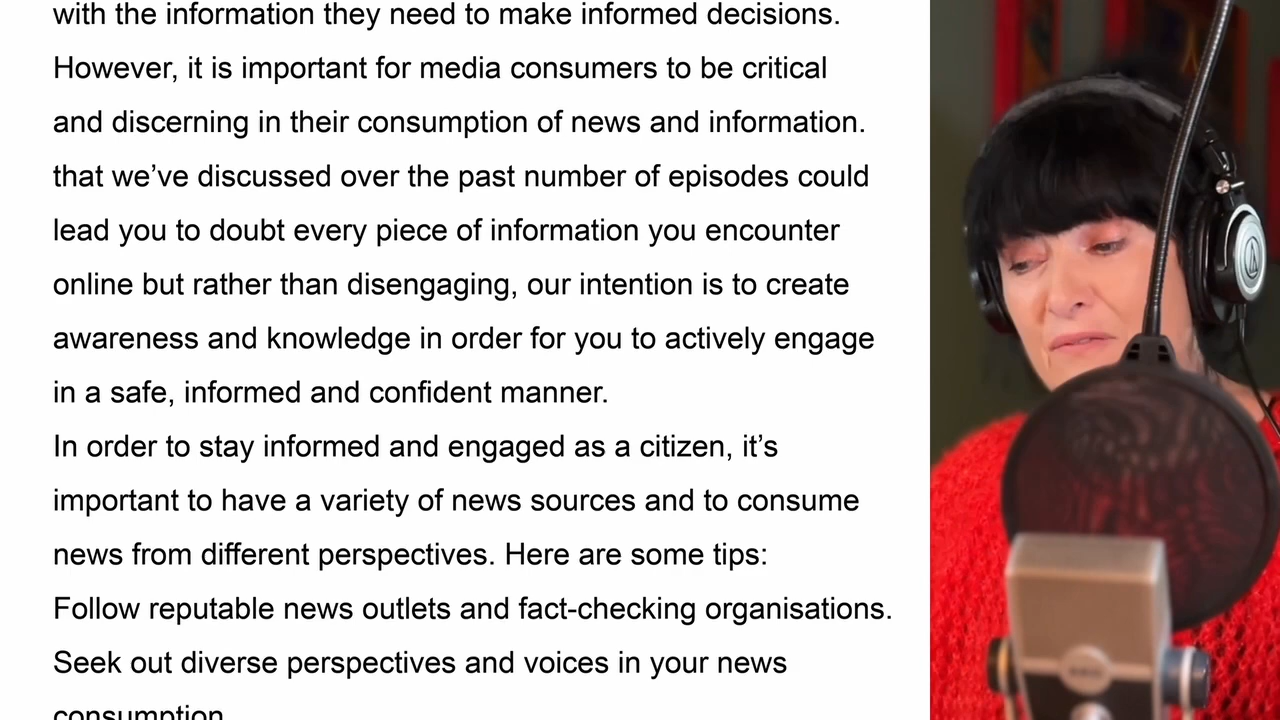 with the information they need to make informed decisions.
However, it is important for media consumers to be critical
and discerning in their consumption of news and information.
that we’ve discussed over the past number of episodes could
lead you to doubt every piece of information you encounter
online but rather than disengaging, our intention is to create
awareness and knowledge in order for you to actively engage
in a safe, informed and confident manner.
In order to stay informed and engaged as a citizen, it’s
important to have a variety of news sources and to consume
news from different perspectives. Here are some tips:
Follow reputable news outlets and fact-checking organisations.
Seek out diverse perspectives and voices in your news
consumption